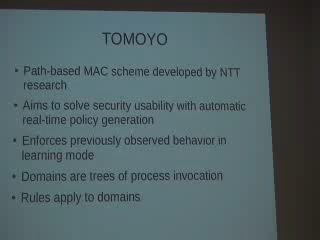 TOMOYO
• Path-based MAC scheme developed by NTT
research
• Aims to solve security usability with automatic
real-time policy generation
• Enforces previously observed behavior in
learning mode
• Domains are trees of process invocation
• Rules apply to domains